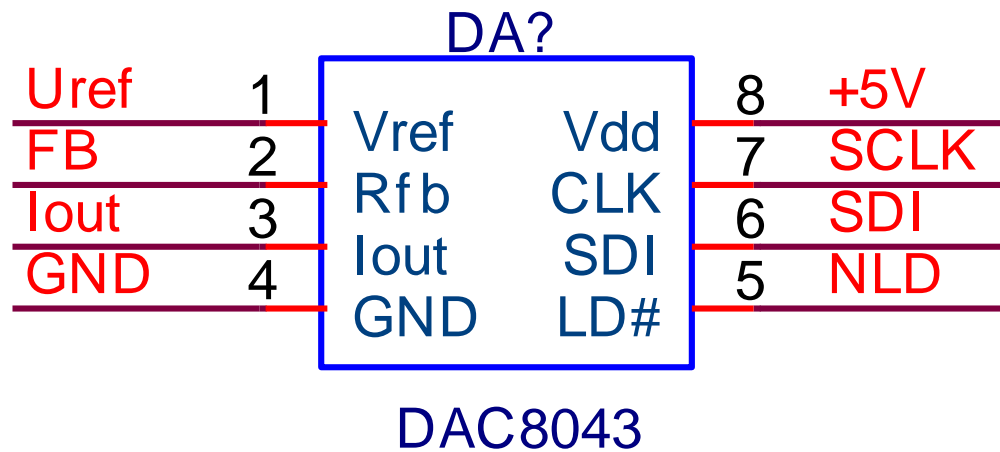 DA?
Uref 1 Vref Vdd 8 +5V
FB 2 Rfb CLK 7 SCLK
Iout 3 Iout SDI 6 SDI
GND 4 GND LD# 5 NLD
DAC8043